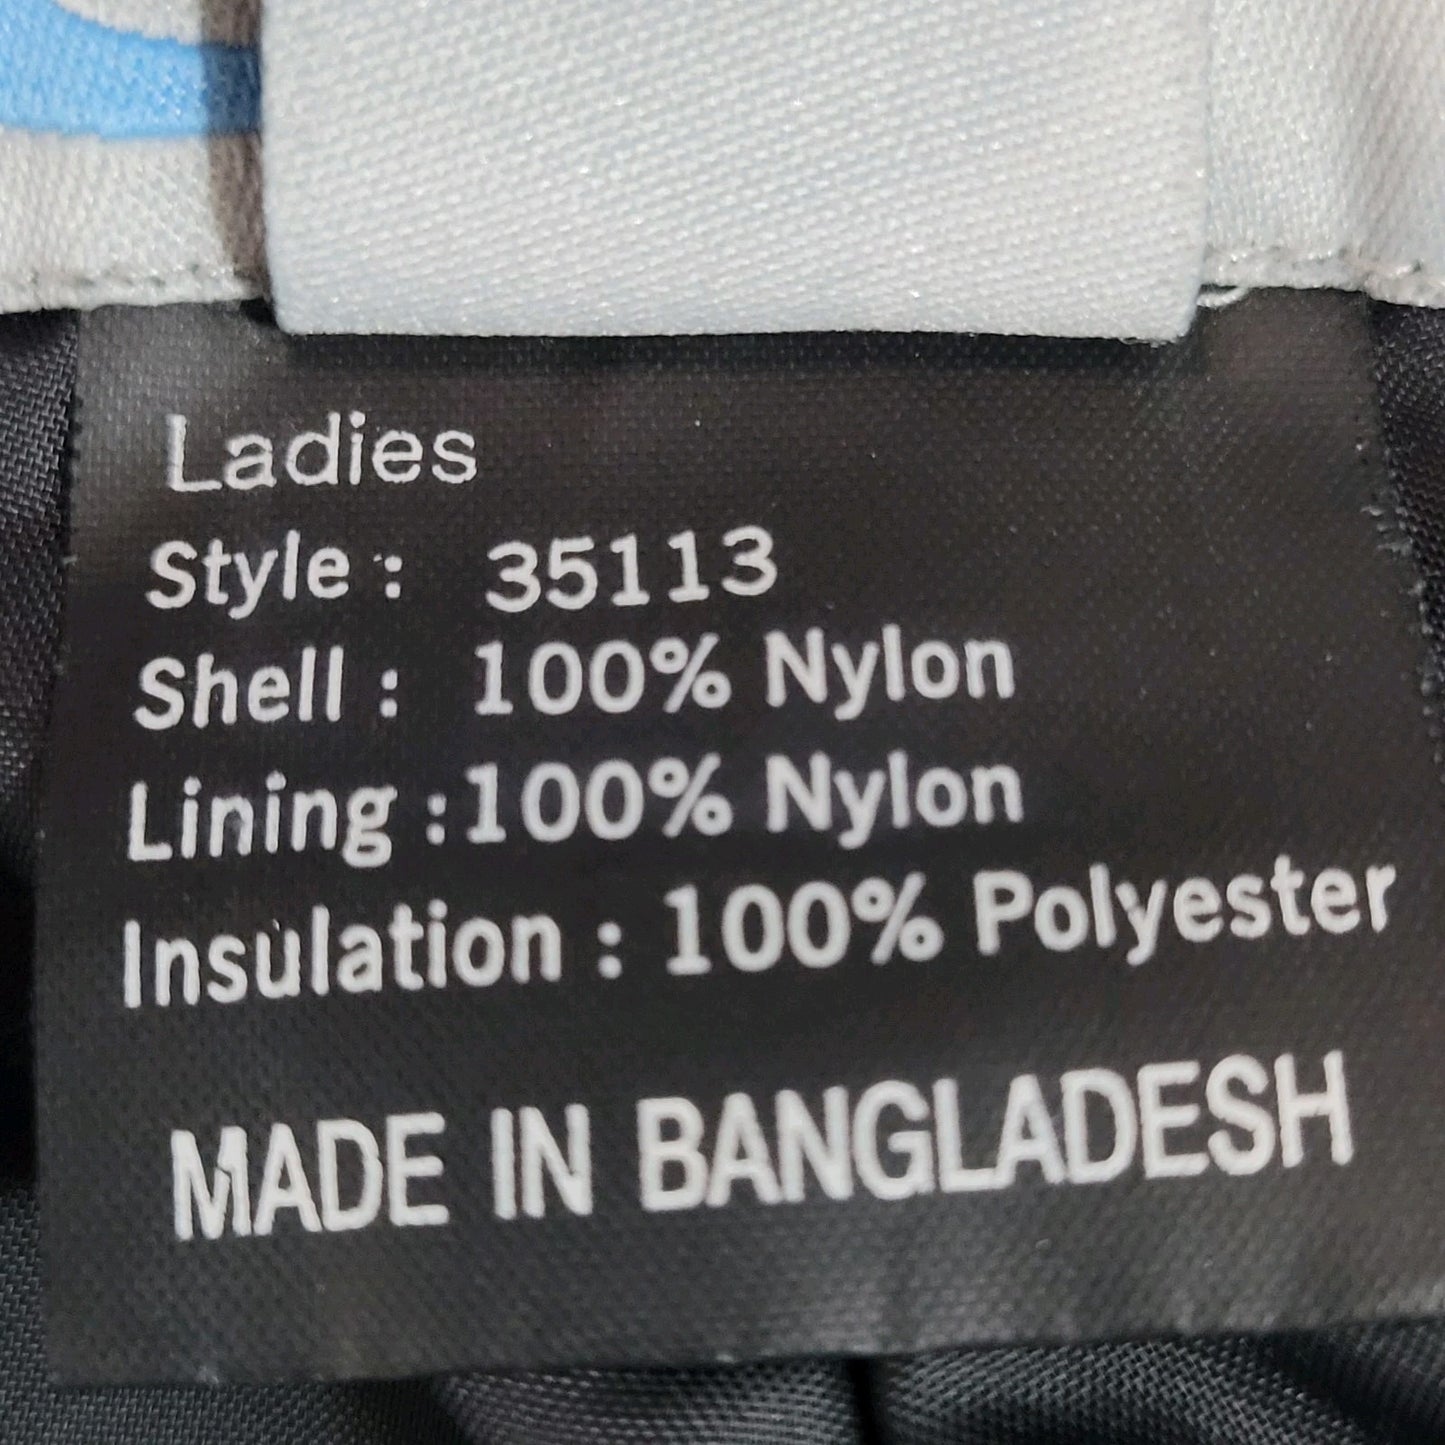 Ladies
Style : 35113
Shell : 100% Nylon
Lining :100% Nylon
Insulation : 100% Polyester
MADE IN BANGLADESH